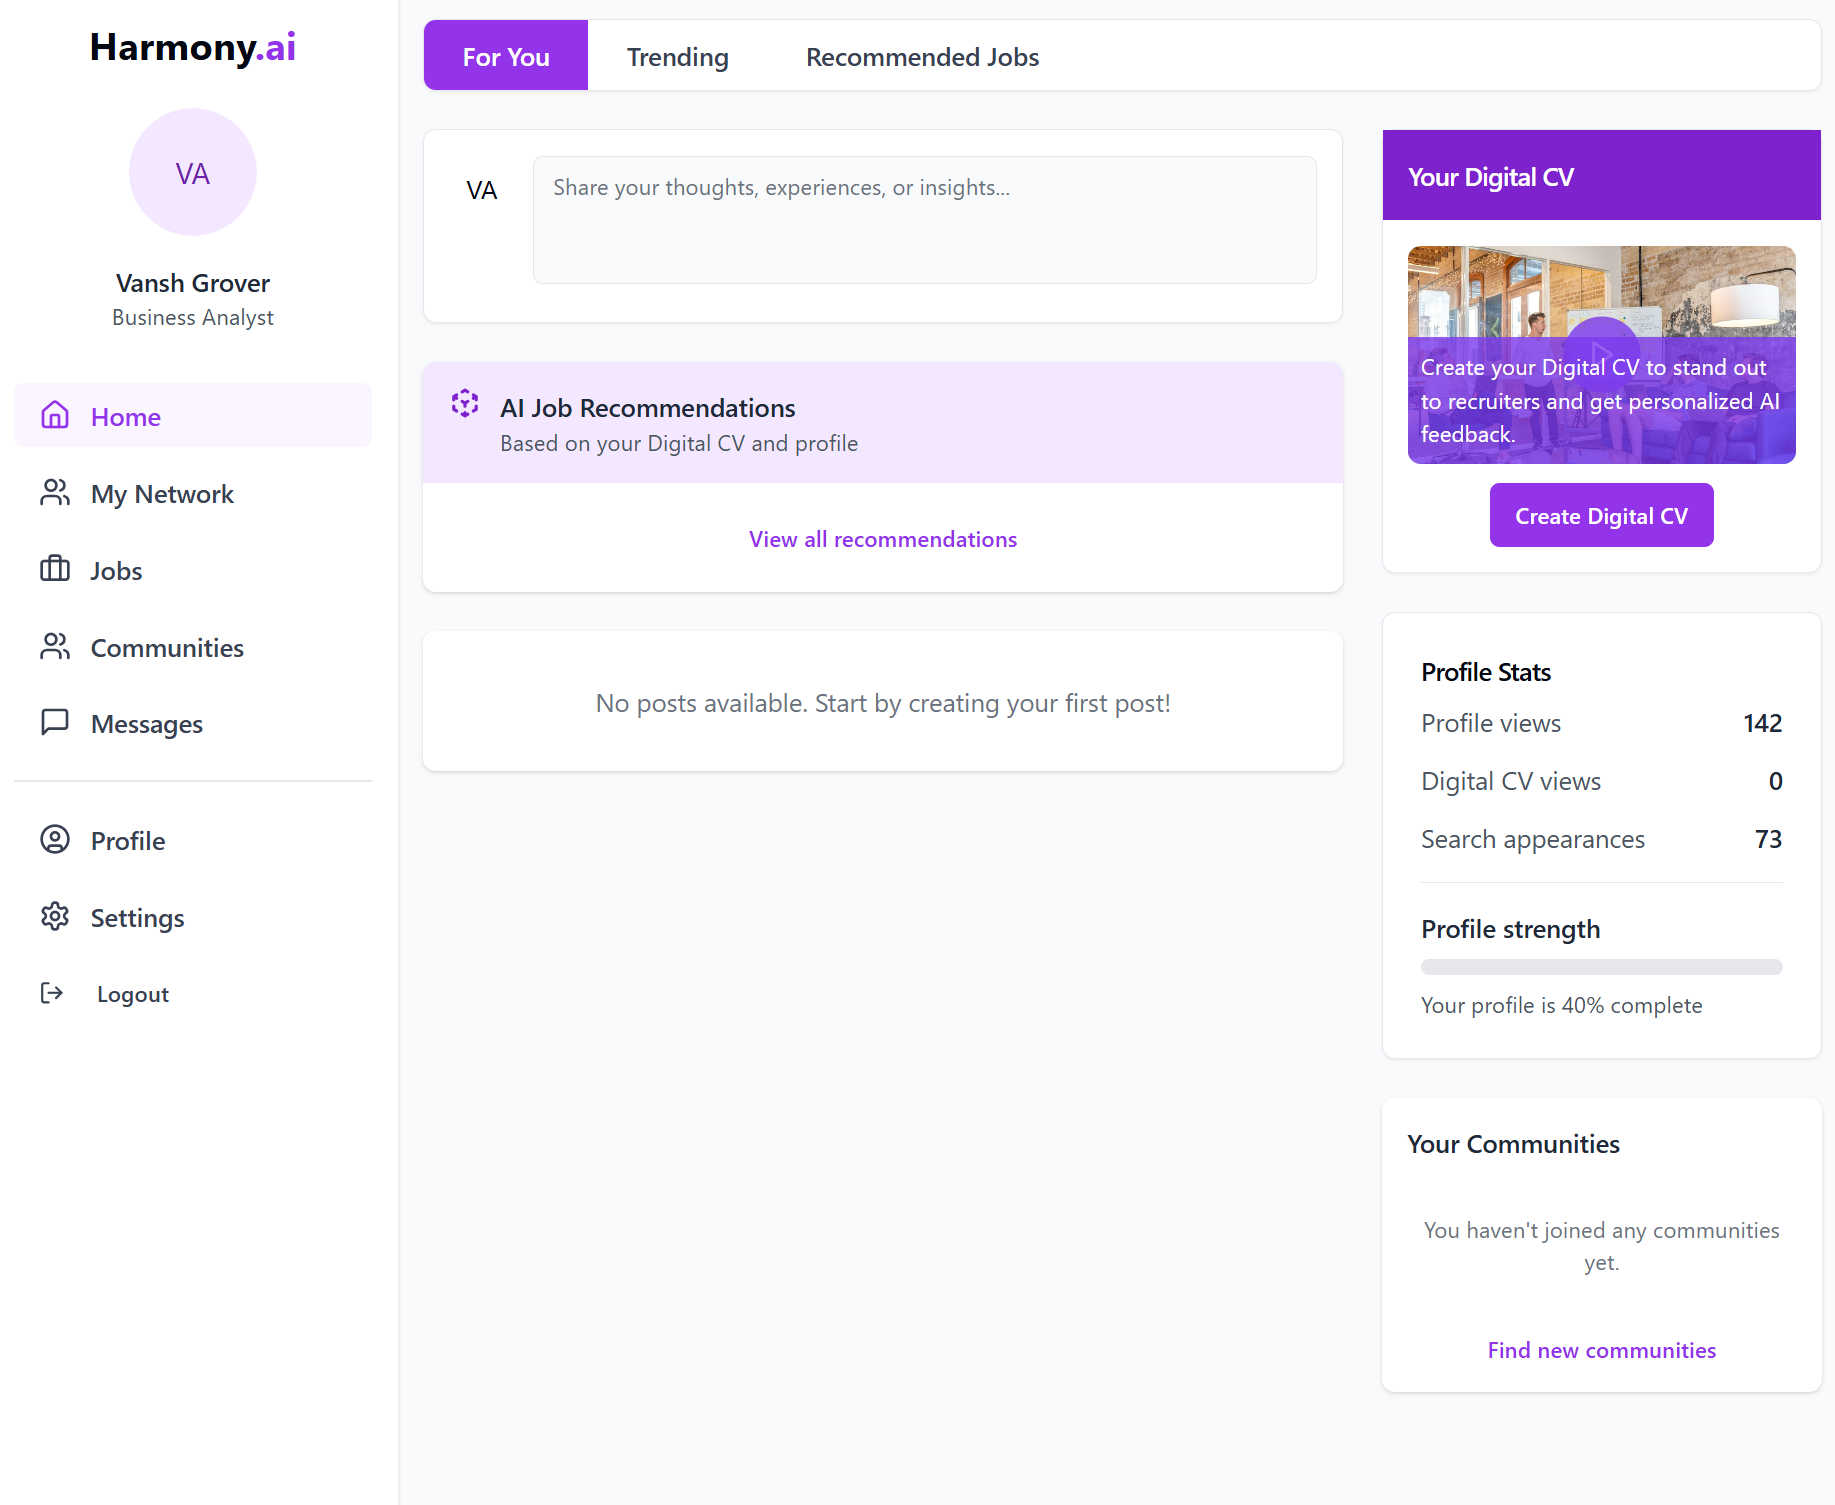 Harmony.ai
VA
Vansh Grover
Business Analyst
Home
My Network
Jobs
Communities
Messages
Profile
Settings
Logout
For You
Trending
Recommended Jobs
VA
Share your thoughts, experiences, or insights...
AI Job Recommendations
Based on your Digital CV and profile
View all recommendations
No posts available. Start by creating your first post!
Your Digital CV
Create your Digital CV to stand out
to recruiters and get personalized AI
feedback.
Create Digital CV
Profile Stats
Profile views 142
Digital CV views 0
Search appearances 73
Profile strength
Your profile is 40% complete
Your Communities
You haven't joined any communities
yet.
Find new communities